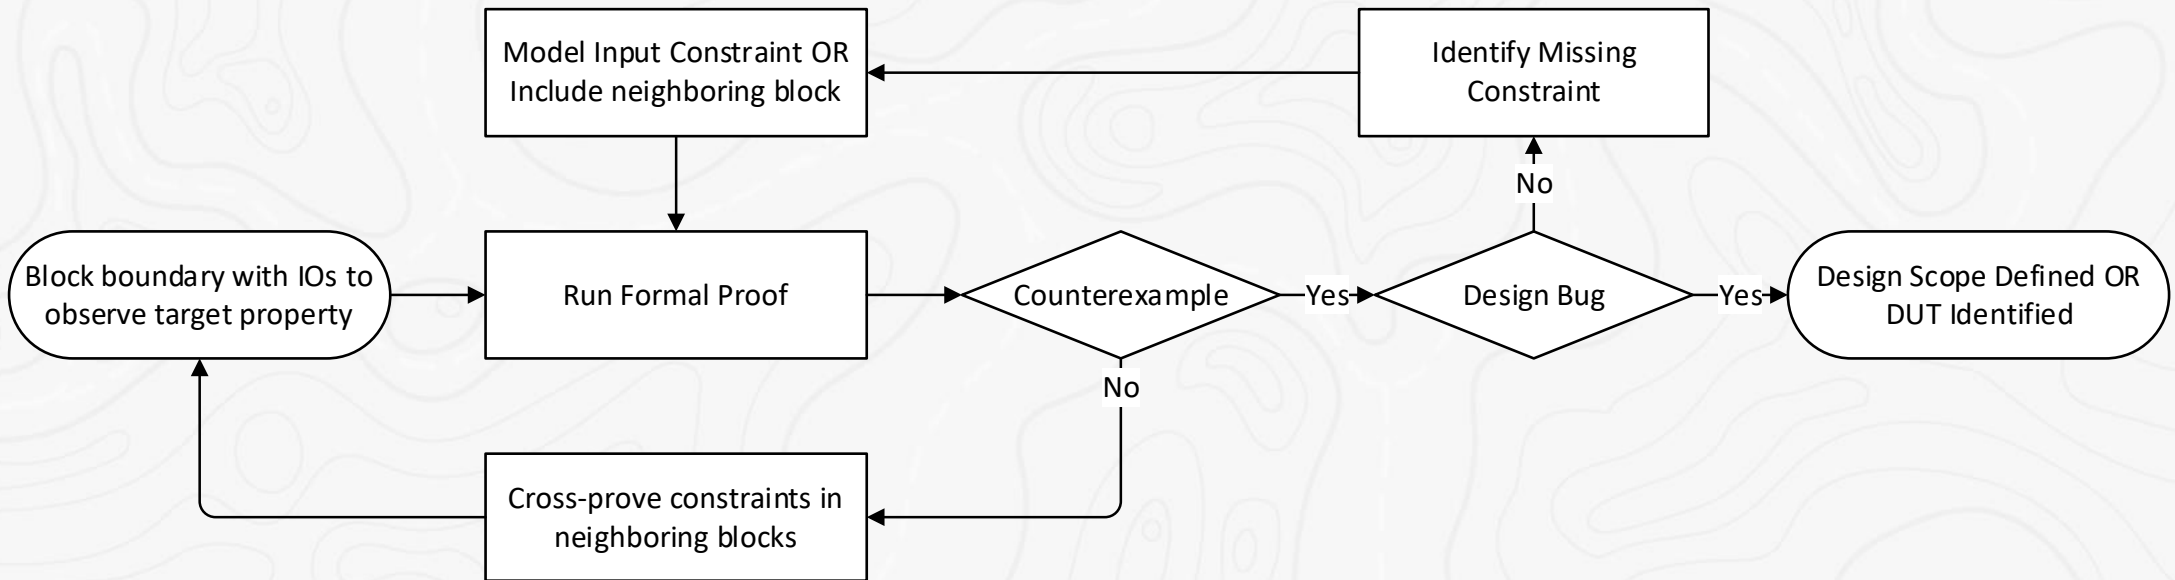 Model Input Constraint OR
Include neighboring block
Identify Missing
Constraint
No
Block boundary with IOs to
observe target property
Run Formal Proof
Counterexample
Yes
Design Bug
Yes
Design Scope Defined OR
DUT Identified
No
Cross-prove constraints in
neighboring blocks